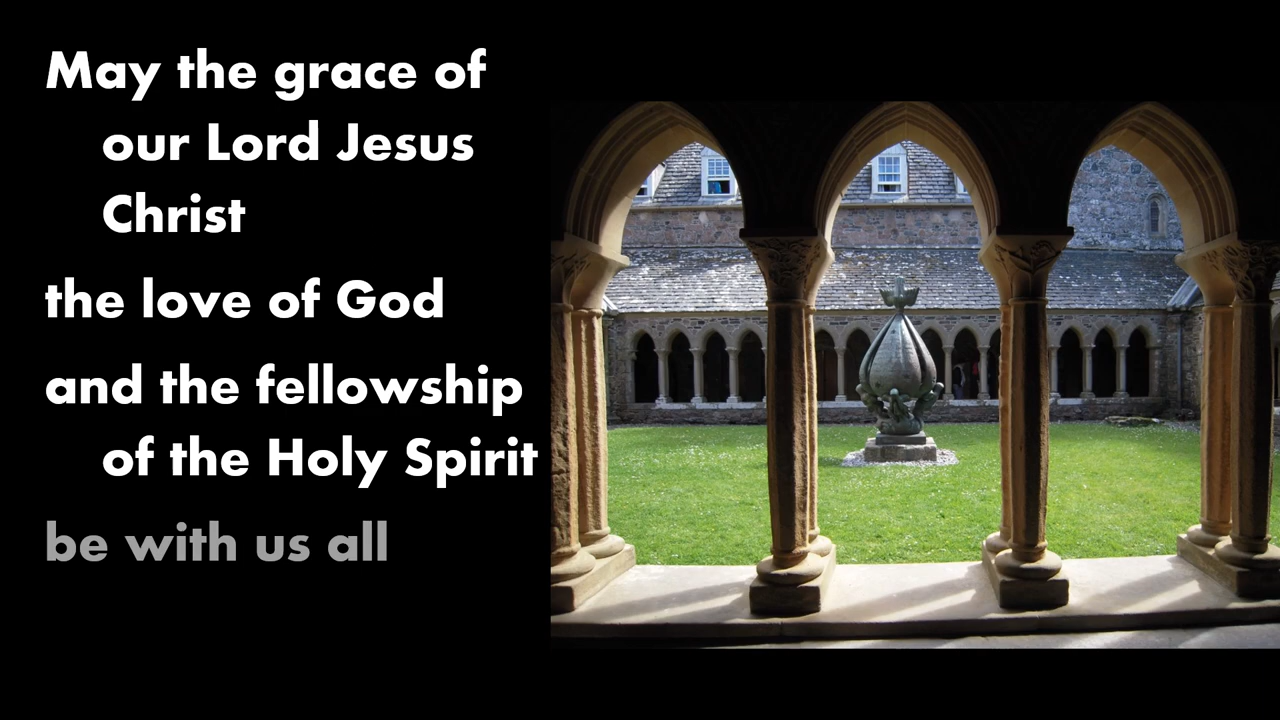 May the grace of
our Lord Jesus
Christ
the love of God
and the fellowship
of the Holy Spirit
be with us all